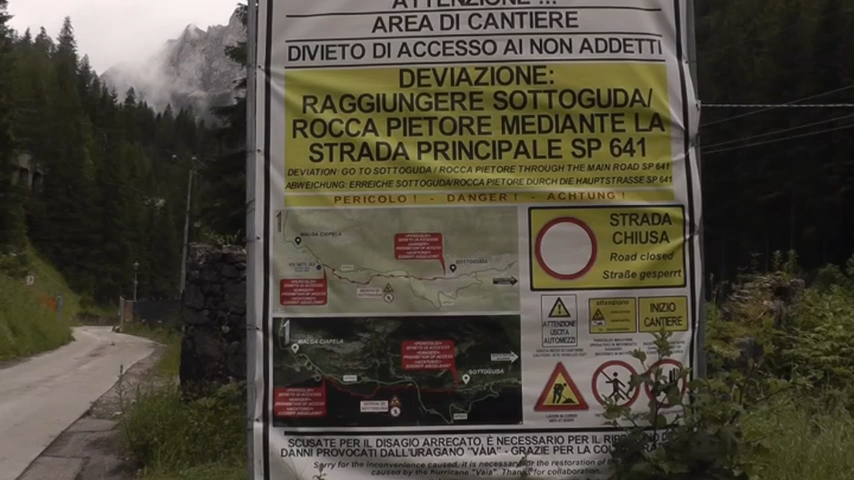 ATTENZIONE !!!
AREA DI CANTIERE
DIVIETO DI ACCESSO AI NON ADDETTI
DEVIAZIONE:
RAGGIUNGERE SOTTOGUDA/
ROCCA PIETORE MEDIANTE LA
STRADA PRINCIPALE SP 641
DEVIATION: GO TO SOTTOGUDA / ROCCA PIETORE THROUGH THE MAIN ROAD SP 641
ABWEICHUNG: ERREICHE SOTTOGUDA/ROCCA PIETORE DURCH DIE HAUPTSTRASSE SP 641
PERICOLO ! - DANGER ! - ACHTUNG !
MALGA CIAPELA
SOTTOGUDA
STRADA
CHIUSA
Road closed
Straße gesperrt
ATTENZIONE
USCITA
AUTOMEZZI
attenzione
INIZIO
CANTIERE
MALGA CIAPELA
SOTTOGUDA
SCUSATE PER IL DISAGIO ARRECATO, È NECESSARIO PER IL
DANNI PROVOCATI DALL'URAGANO "VAIA" - GRAZIE PER LA
Sorry for the inconvenience caused, it is necessary for the restoration of the
caused by the hurricane "Vaia". Thanks for collaboration.